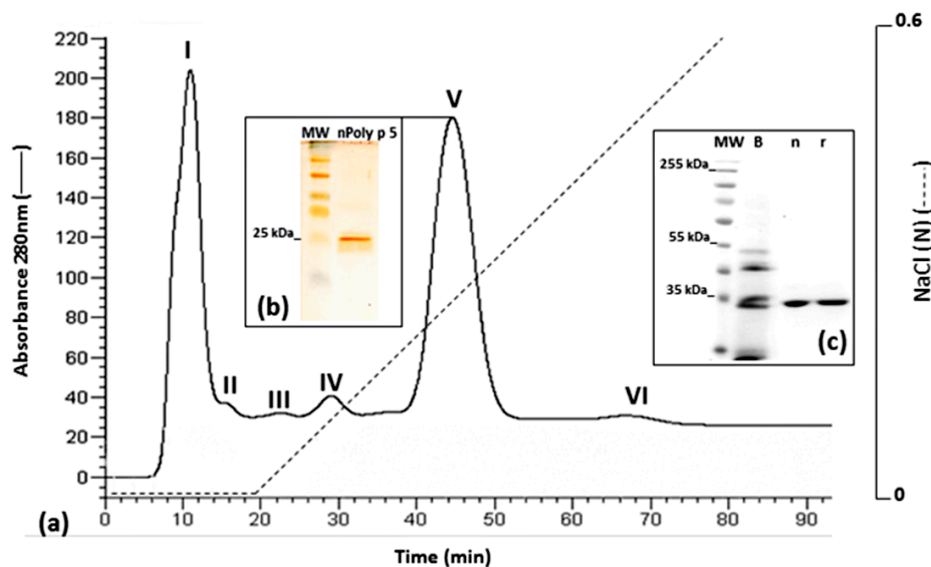 Absorbance 280nm (——)
220
200
180
160
140
120
100
80
60
40
20
0
I
II
III
IV
V
VI
MW nPoly p 5
25 kDa
(b)
MW B n r
255 kDa
55 kDa
35 kDa
(c)
0.6
NaCl (N) (----)
0
(a)
0 10 20 30 40 50 60 70 80 90
Time (min)